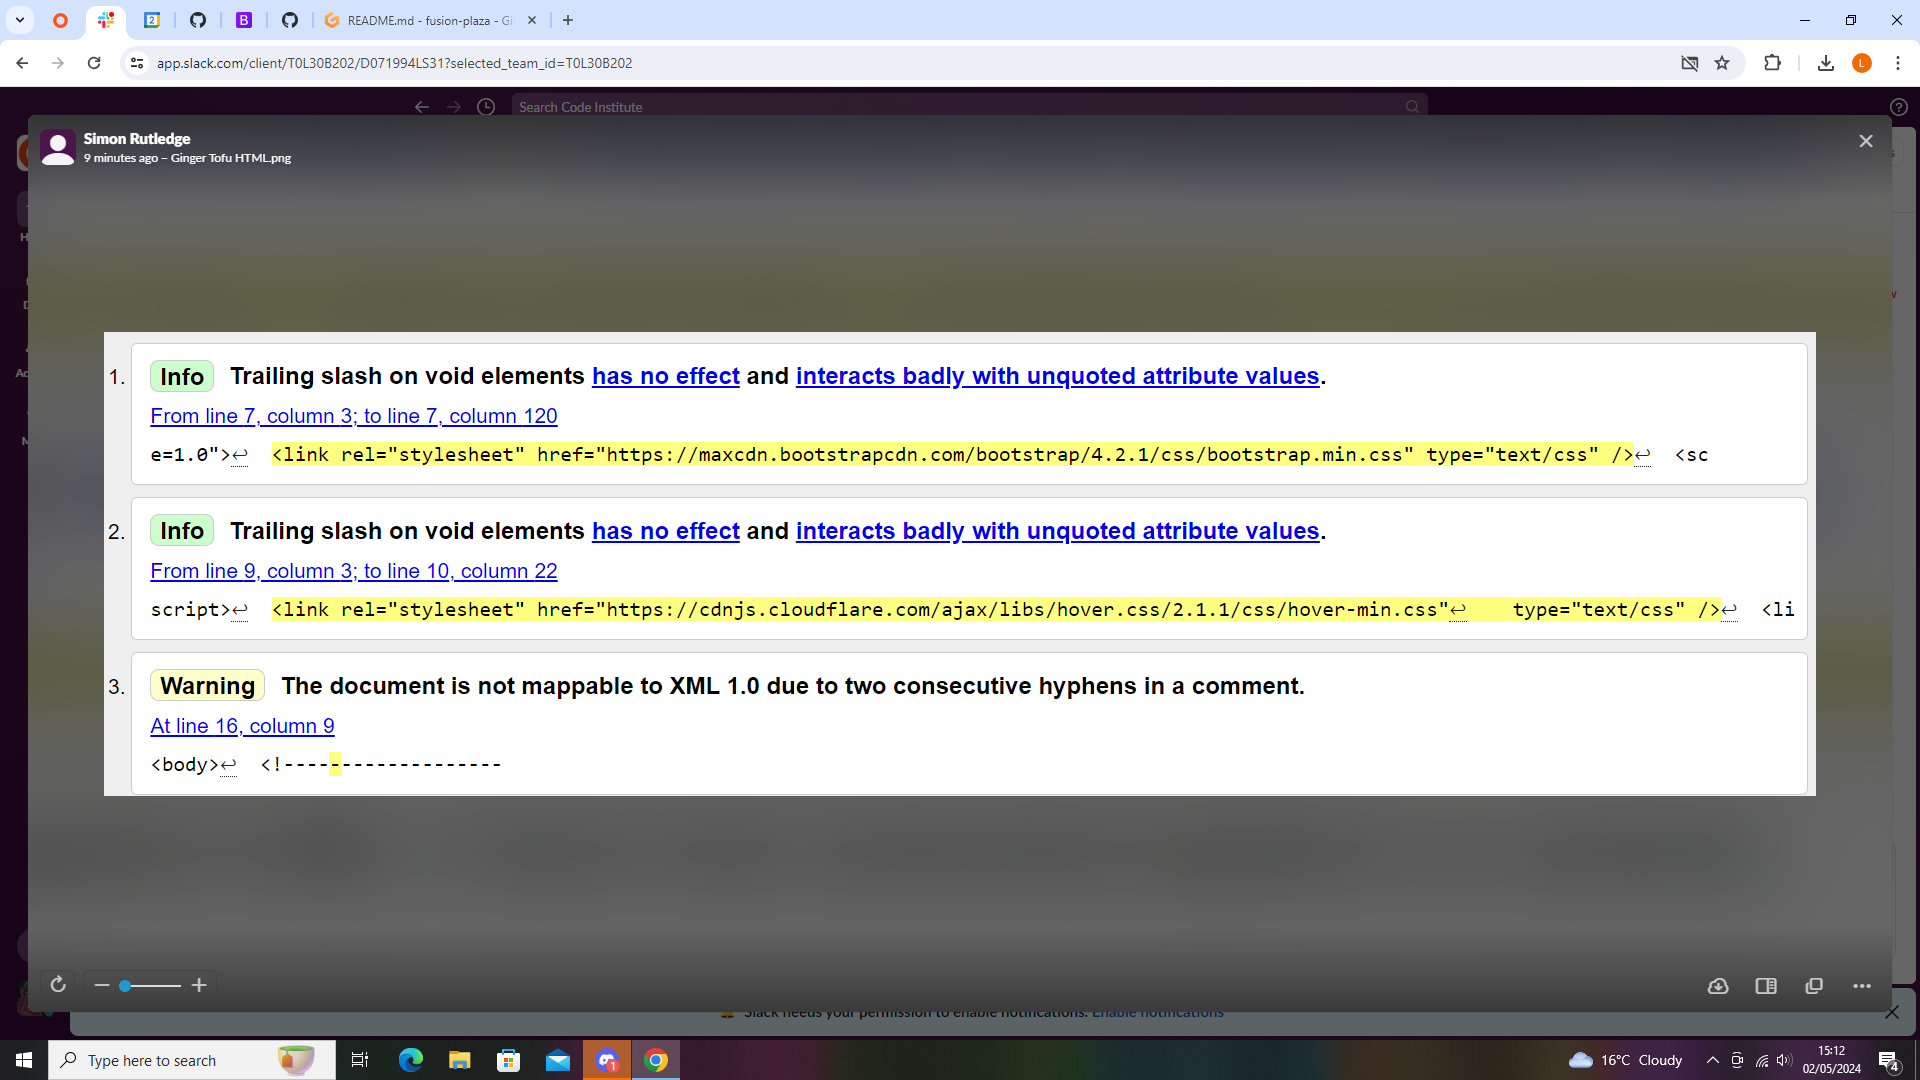 2
B
README.md - fusion-plaza - Gi
app.slack.com/client/T0L30B202/D071994LS31?selected_team_id=T0L30B202
L
Search Code Institute
Simon Rutledge
9 minutes ago – Ginger Tofu HTML.png
1. Info Trailing slash on void elements has no effect and interacts badly with unquoted attribute values.
From line 7, column 3; to line 7, column 120
e=1.0">↩ <link rel="stylesheet" href="https://maxcdn.bootstrapcdn.com/bootstrap/4.2.1/css/bootstrap.min.css" type="text/css" />↩ <sc
2. Info Trailing slash on void elements has no effect and interacts badly with unquoted attribute values.
From line 9, column 3; to line 10, column 22
script>↩ <link rel="stylesheet" href="https://cdnjs.cloudflare.com/ajax/libs/hover.css/2.1.1/css/hover-min.css"↩ type="text/css" />↩ <li
3. Warning The document is not mappable to XML 1.0 due to two consecutive hyphens in a comment.
At line 16, column 9
<body>↩ <!-------------------
Slack needs your permission to enable notifications. Enable notifications
Type here to search
1
16°C Cloudy
15:12
02/05/2024
4